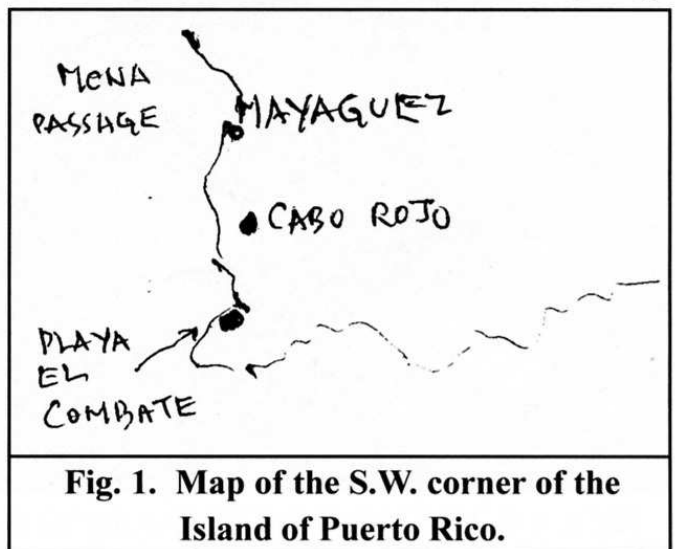 MENA
PASSAGE
MAYAGUEZ
CABO ROJO
PLAYA
EL
COMBATE
Fig. 1. Map of the S.W. corner of the
Island of Puerto Rico.